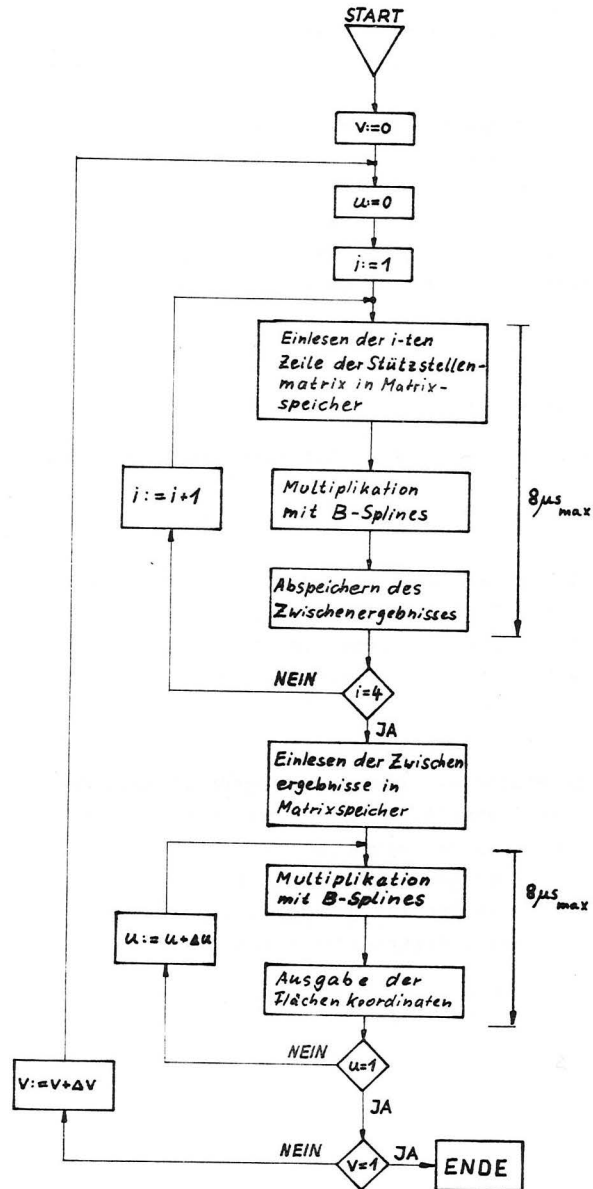 START
v:=0
u:=0
i:=1
Einlesen der i-ten
Zeile der Stützstellen-
matrix in Matrix-
speicher
i:=i+1
Multiplikation
mit B-Splines
8µs max
Abspeichern des
Zwischenergebnisses
NEIN
i=4
JA
Einlesen der Zwischen
ergebnisse in
Matrixspeicher
Multiplikation
mit B-Splines
8µs max
u:=u+Δu
Ausgabe der
Flächenkoordinaten
NEIN
u=1
V:=V+ΔV
JA
NEIN
V=1
JA
ENDE